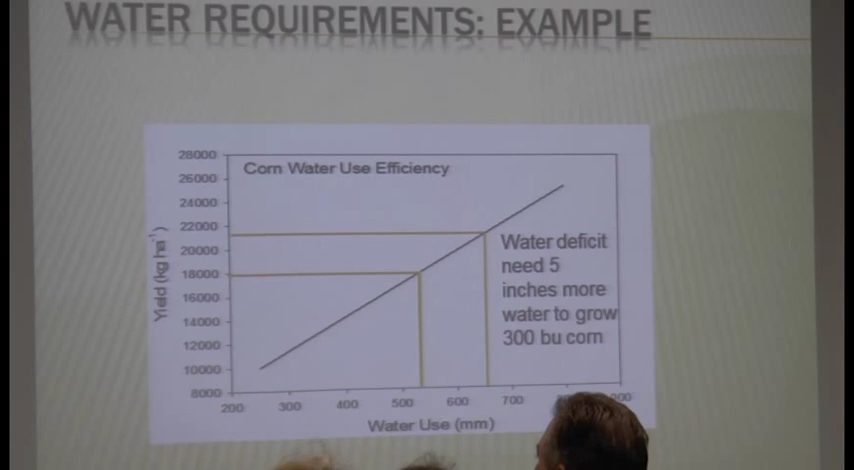 WATER REQUIREMENTS: EXAMPLE
Corn Water Use Efficiency
28000
26000
24000
22000
20000
18000
16000
14000
12000
10000
8000
Yield (kg ha⁻¹)
Water deficit
need 5
inches more
water to grow
300 bu corn
200
300
400
500
600
700
Water Use (mm)